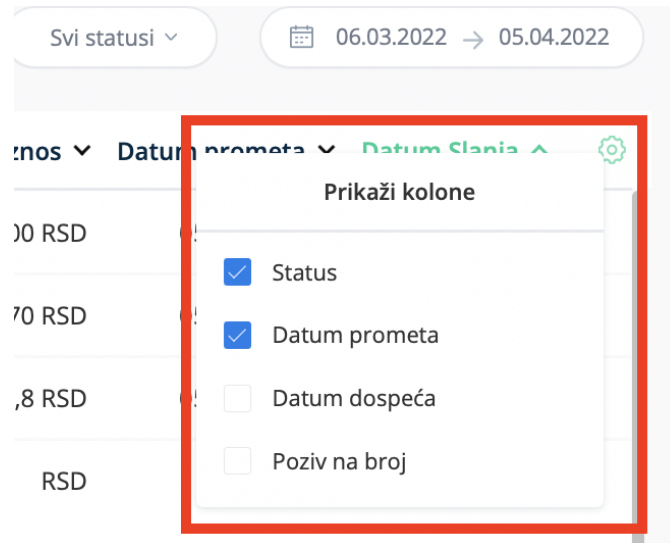 Svi statusi 06.03.2022 → 05.04.2022
Datum prometa Datum Slanja
Prikaži kolone
00 RSD
Status
70 RSD
Datum prometa
,8 RSD
Datum dospeća
Poziv na broj
RSD